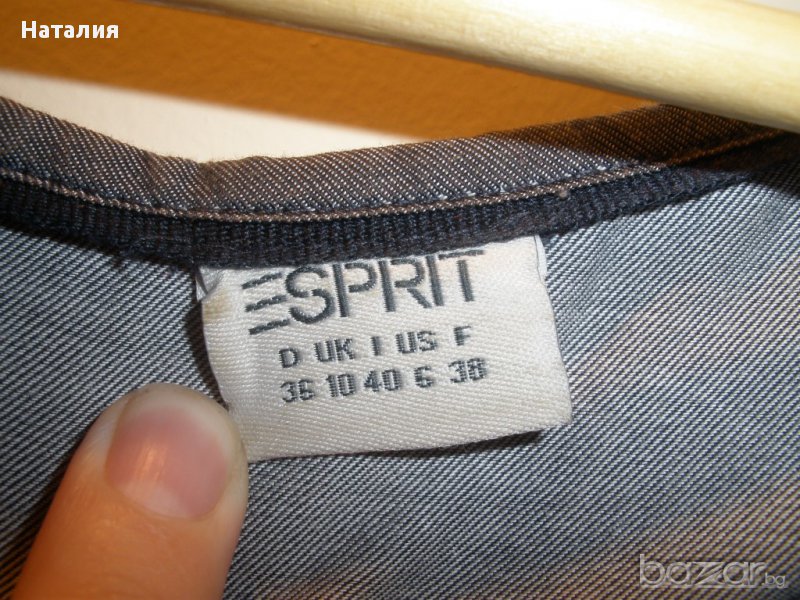 Наталия
ESPRIT
D UK I US F
36 10 40 6 38
bazar.bg